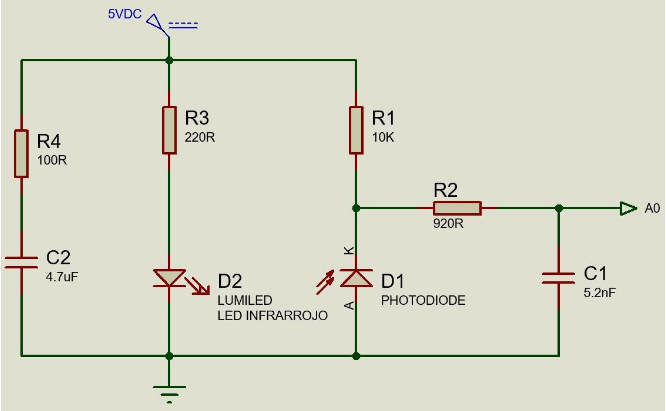 5VDC
R4
100R
R3
220R
R1
10K
R2
920R
A0
C2
4.7uF
D2
LUMILED
LED INFRARROJO
K
A
D1
PHOTODIODE
C1
5.2nF